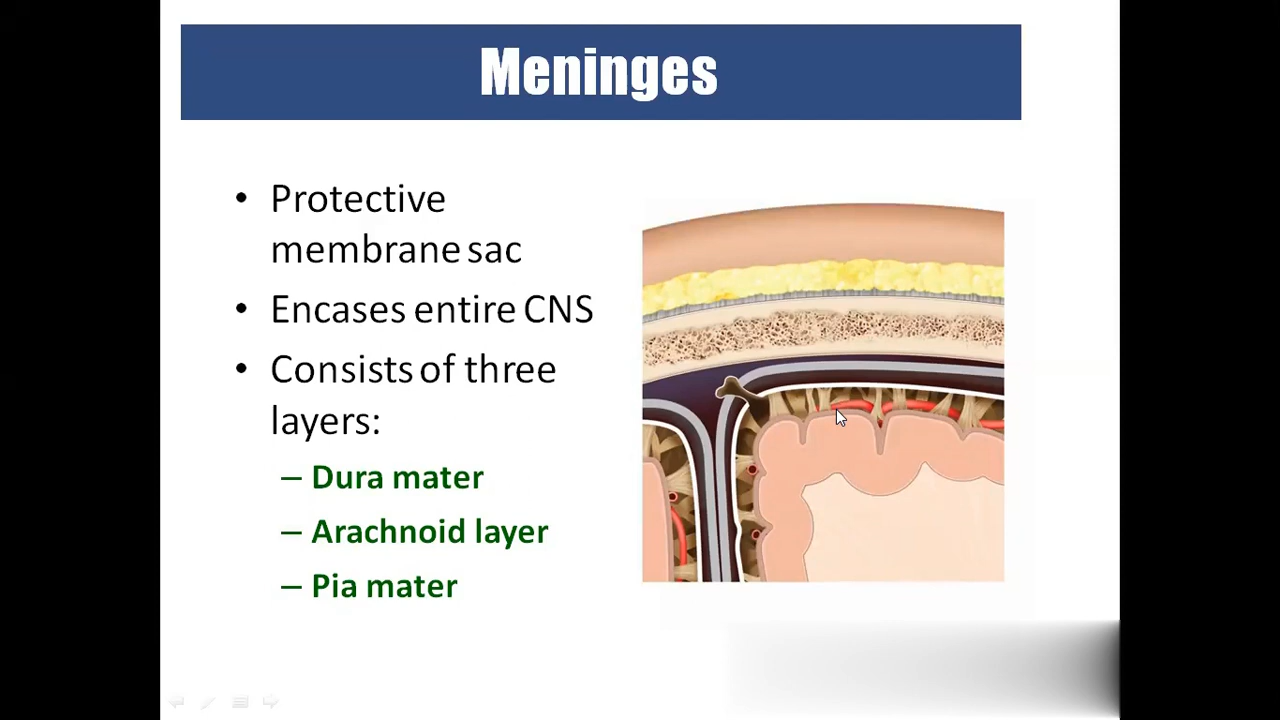 Meninges
• Protective
membrane sac
• Encases entire CNS
• Consists of three
layers:
– Dura mater
– Arachnoid layer
– Pia mater